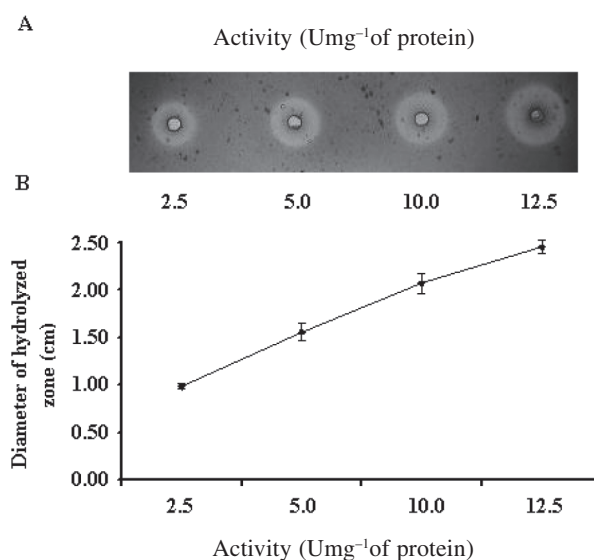 A
Activity (Umg⁻¹of protein)
2.5 5.0 10.0 12.5
B
Diameter of hydrolyzed
zone (cm)
2.50
2.00
1.50
1.00
0.50
0.00
2.5 5.0 10.0 12.5
Activity (Umg⁻¹of protein)